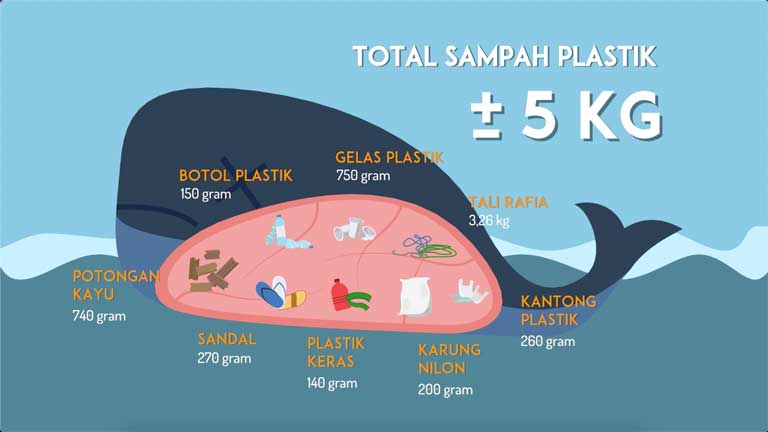 TOTAL SAMPAH PLASTIK
± 5 KG
GELAS PLASTIK
750 gram
BOTOL PLASTIK
150 gram
TALI RAFIA
3,26 kg
POTONGAN
KAYU
740 gram
SANDAL
270 gram
PLASTIK
KERAS
140 gram
KARUNG
NILON
200 gram
KANTONG
PLASTIK
260 gram